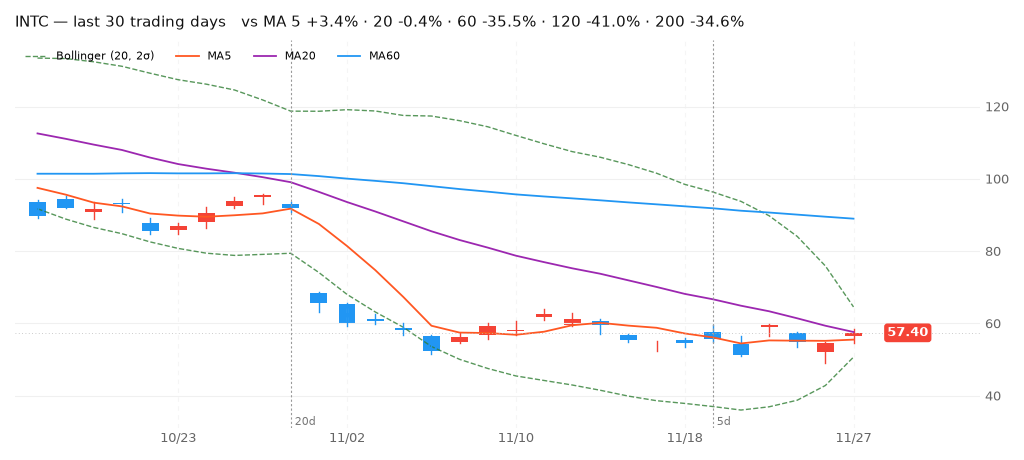 INTC — last 30 trading days   vs MA 5 +3.4% · 20 -0.4% · 60 -35.5% · 120 -41.0% · 200 -34.6%
Bollinger (20, 2σ)   MA5   MA20   MA60
120
100
80
60
57.40
40
20d   5d
10/23   11/02   11/10   11/18   11/27